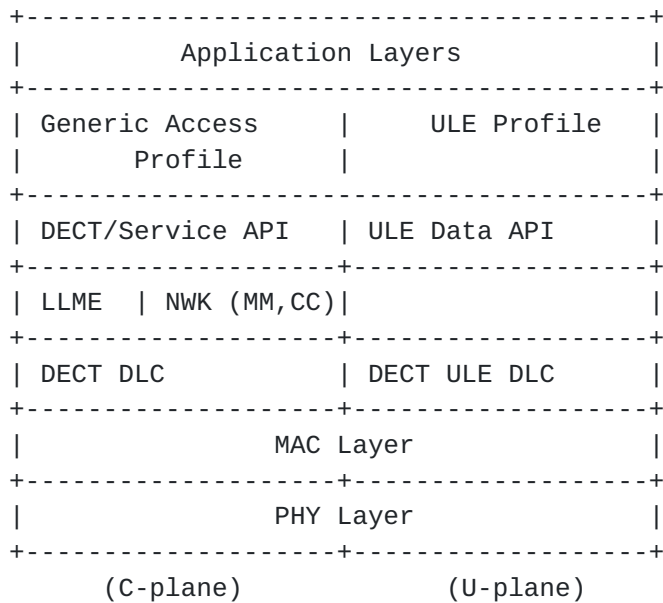 +----------------------------------------+
|          Application Layers            |
+----------------------------------------+
| Generic Access     |     ULE Profile   |
|       Profile      |                   |
+----------------------------------------+
| DECT/Service API   | ULE Data API      |
+--------------------+-------------------+
| LLME  | NWK (MM,CC)|                   |
+--------------------+-------------------+
| DECT DLC           | DECT ULE DLC      |
+--------------------+-------------------+
|                MAC Layer               |
+--------------------+-------------------+
|                PHY Layer               |
+--------------------+-------------------+
      (C-plane)             (U-plane)